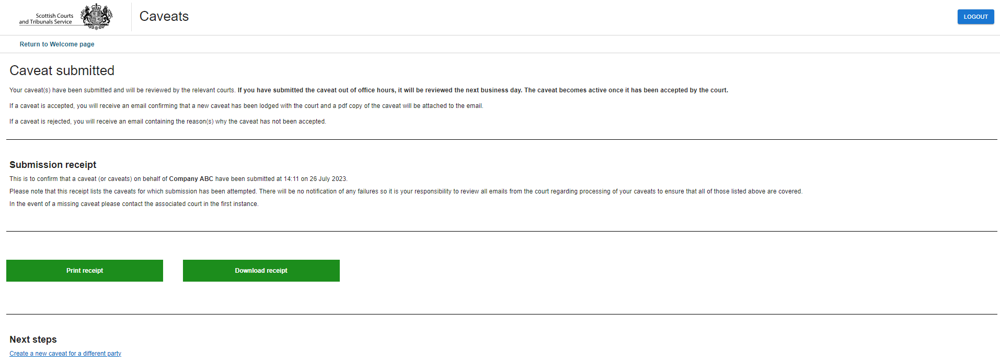 Scottish Courts
and Tribunals Service
Caveats
LOGOUT
Return to Welcome page
Caveat submitted
Your caveat(s) have been submitted and will be reviewed by the relevant courts. If you have submitted the caveat out of office hours, it will be reviewed the next business day. The caveat becomes active once it has been accepted by the court.
If a caveat is accepted, you will receive an email confirming that a new caveat has been lodged with the court and a pdf copy of the caveat will be attached to the email.
If a caveat is rejected, you will receive an email containing the reason(s) why the caveat has not been accepted.
Submission receipt
This is to confirm that a caveat (or caveats) on behalf of Company ABC have been submitted at 14:11 on 26 July 2023.
Please note that this receipt lists the caveats for which submission has been attempted. There will be no notification of any failures so it is your responsibility to review all emails from the court regarding processing of your caveats to ensure that all of those listed above are covered.
In the event of a missing caveat please contact the associated court in the first instance.
Print receipt
Download receipt
Next steps
Create a new caveat for a different party